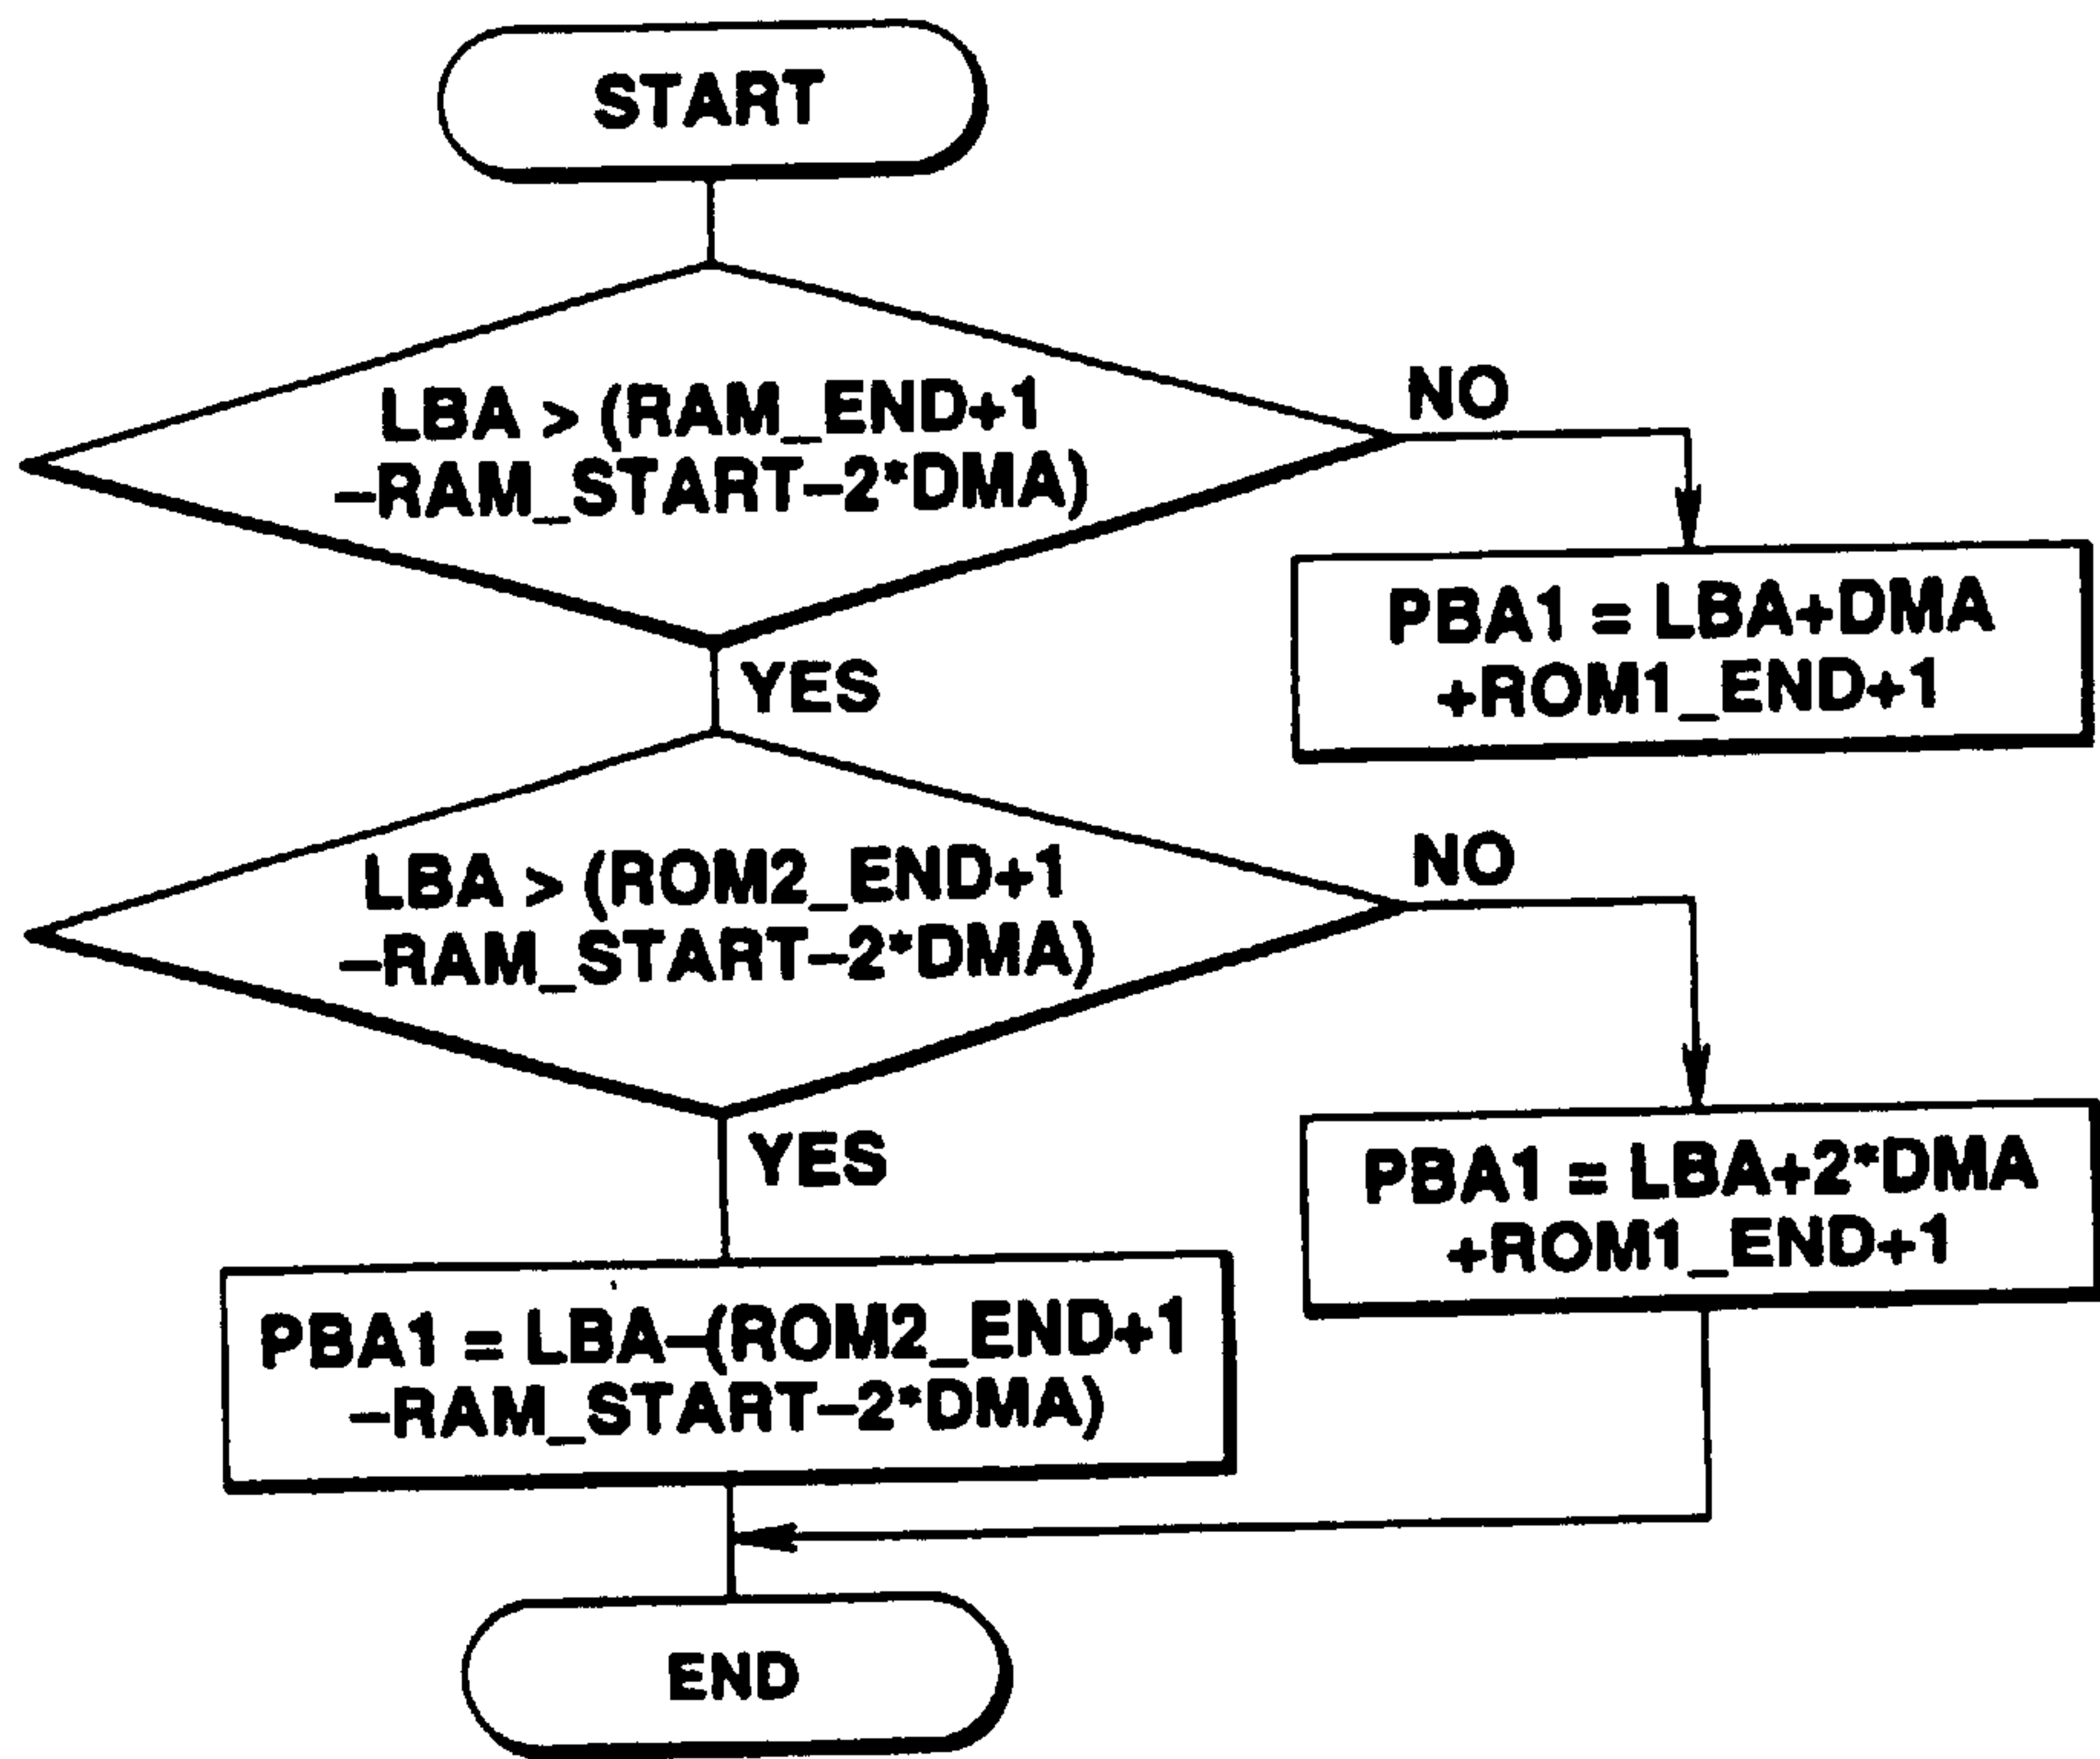 START
LBA > (RAM_END+1
–RAM_START–2*DMA)
NO
PBA1 = LBA+DMA
+ROM1_END+1
YES
LBA > (ROM2_END+1
–RAM_START–2*DMA)
NO
PBA1 = LBA+2*DMA
+ROM1_END+1
YES
PBA1 = LBA–(ROM2_END+1
–RAM_START–2*DMA)
END